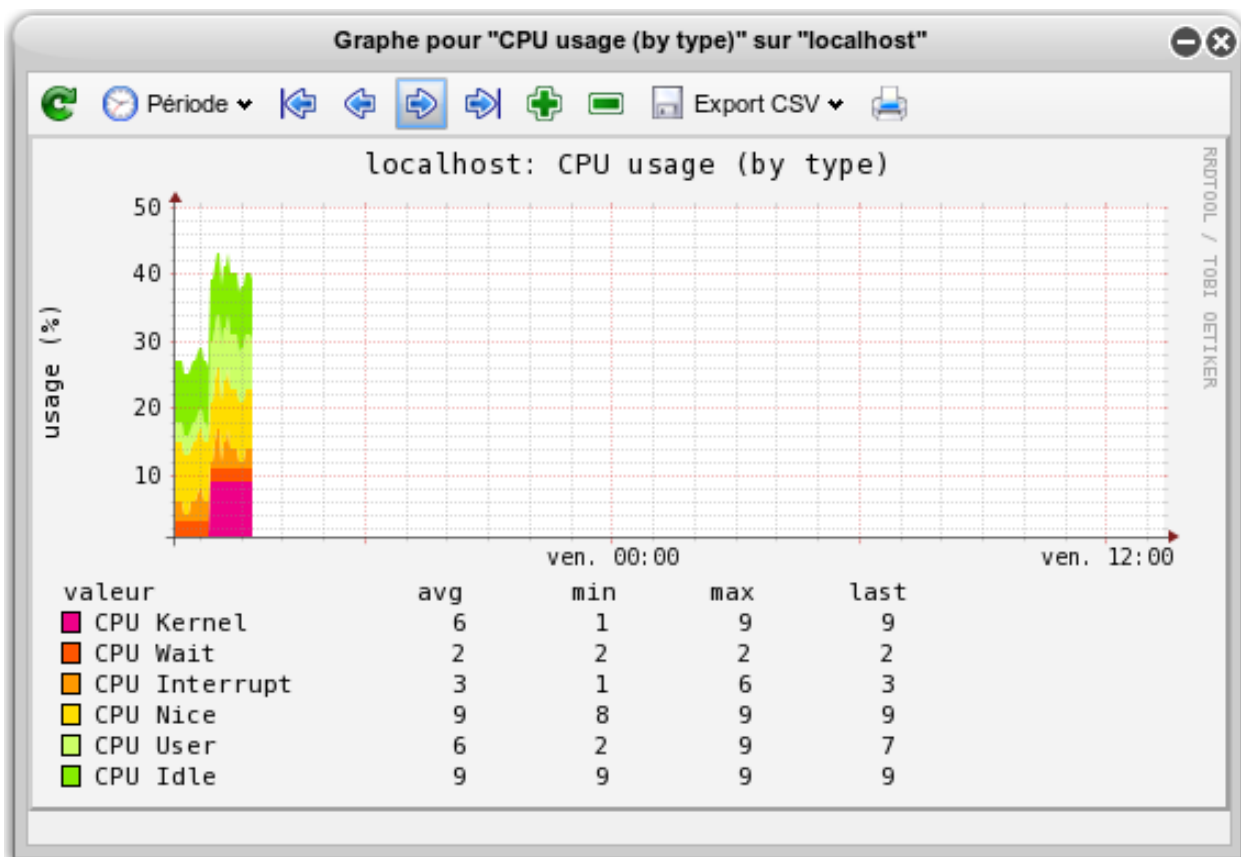 Graphe pour "CPU usage (by type)" sur "localhost"
Période Export CSV
localhost: CPU usage (by type)
RRDTOOL / TOBI OETIKER
usage (%)
50
40
30
20
10
ven. 00:00 ven. 12:00
valeur avg min max last
CPU Kernel 6 1 9 9
CPU Wait 2 2 2 2
CPU Interrupt 3 1 6 3
CPU Nice 9 8 9 9
CPU User 6 2 9 7
CPU Idle 9 9 9 9